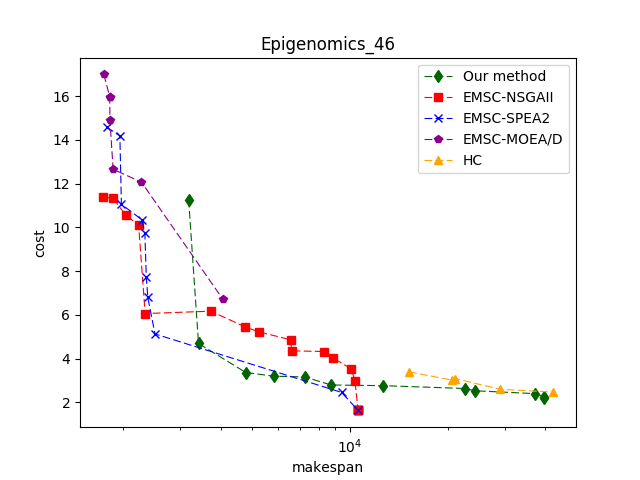 Epigenomics_46
Our method
EMSC-NSGAII
EMSC-SPEA2
EMSC-MOEA/D
HC
cost
16
14
12
10
8
6
4
2
10⁴
makespan